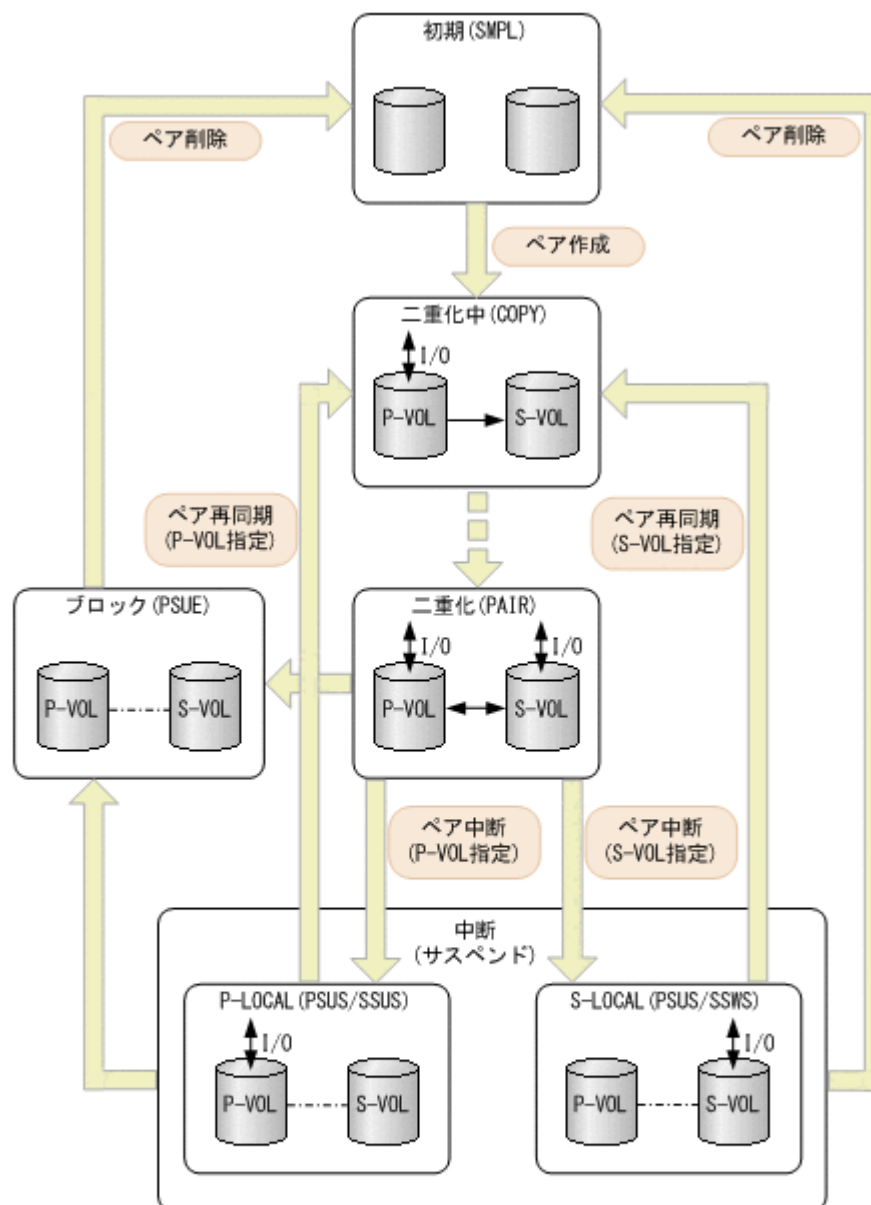 初期(SMPL)
ペア削除
ペア削除
ペア作成
二重化中(COPY)
I/O
P-VOL
S-VOL
ペア再同期
(P-VOL指定)
ペア再同期
(S-VOL指定)
ブロック(PSUE)
P-VOL
S-VOL
二重化(PAIR)
I/O
I/O
P-VOL
S-VOL
ペア中断
(P-VOL指定)
ペア中断
(S-VOL指定)
中断
(サスペンド)
P-LOCAL(PSUS/SSUS)
I/O
P-VOL
S-VOL
S-LOCAL(PSUS/SSWS)
I/O
P-VOL
S-VOL